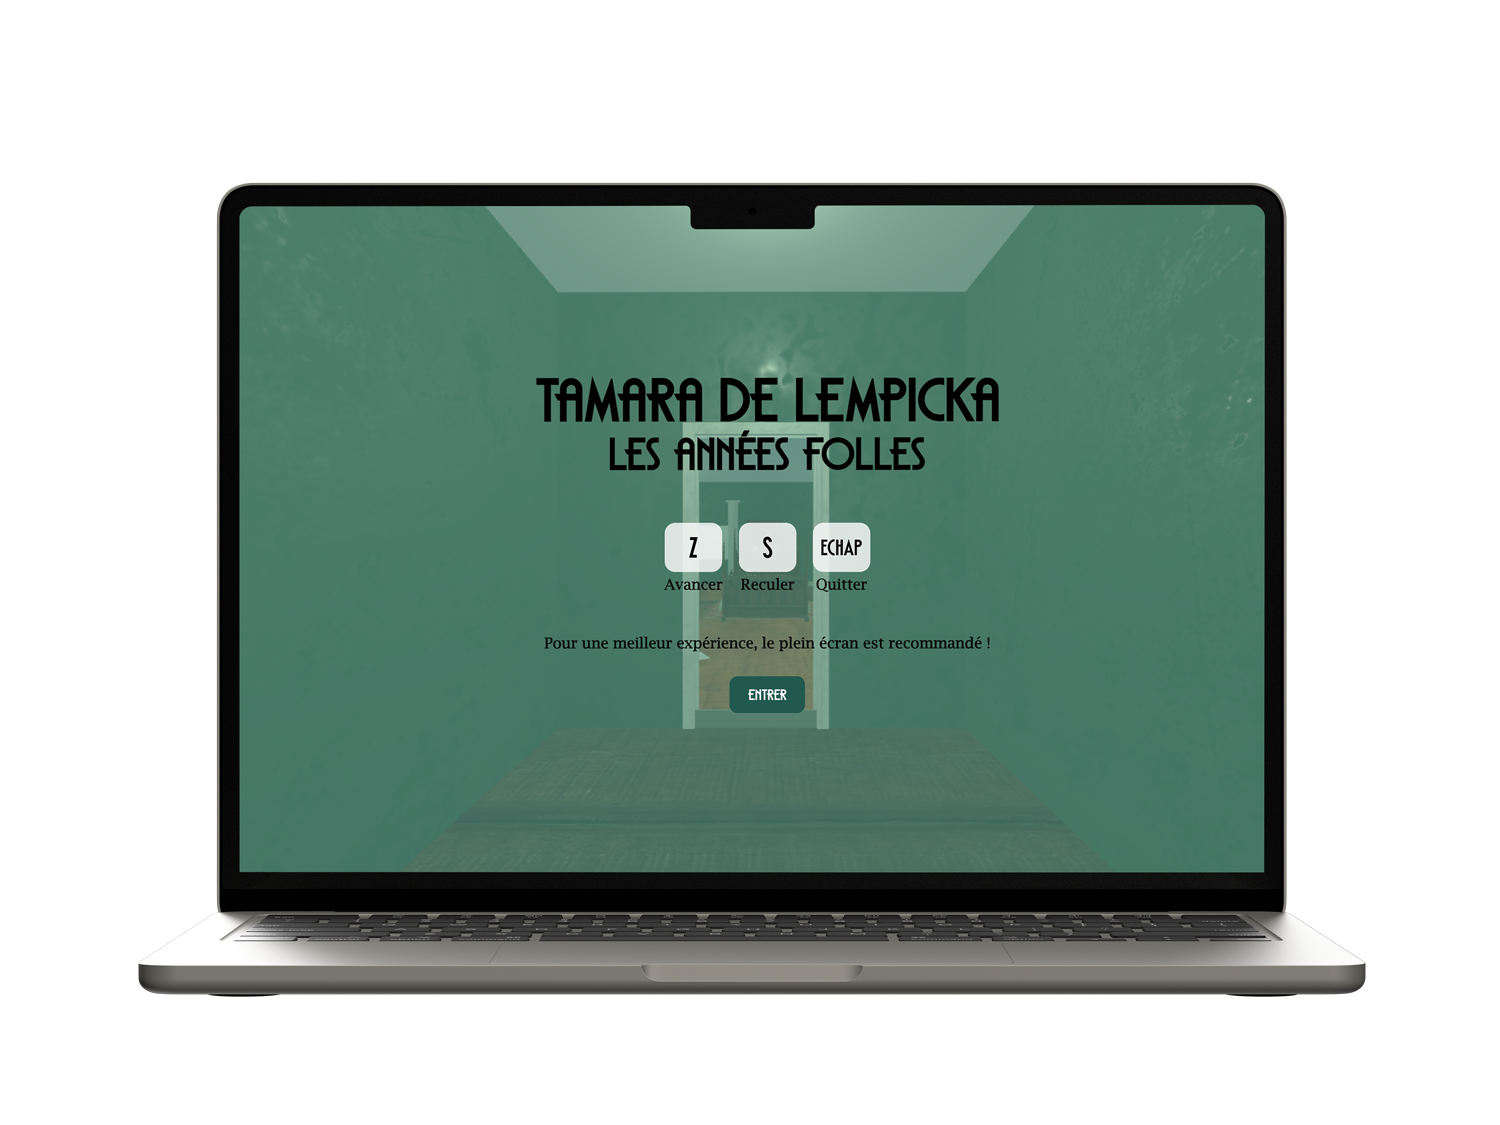 TAMARA DE LEMPICKA
LES ANNÉES FOLLES
Z S ECHAP
Avancer Reculer Quitter
Pour une meilleur expérience, le plein écran est recommandé !
ENTRER